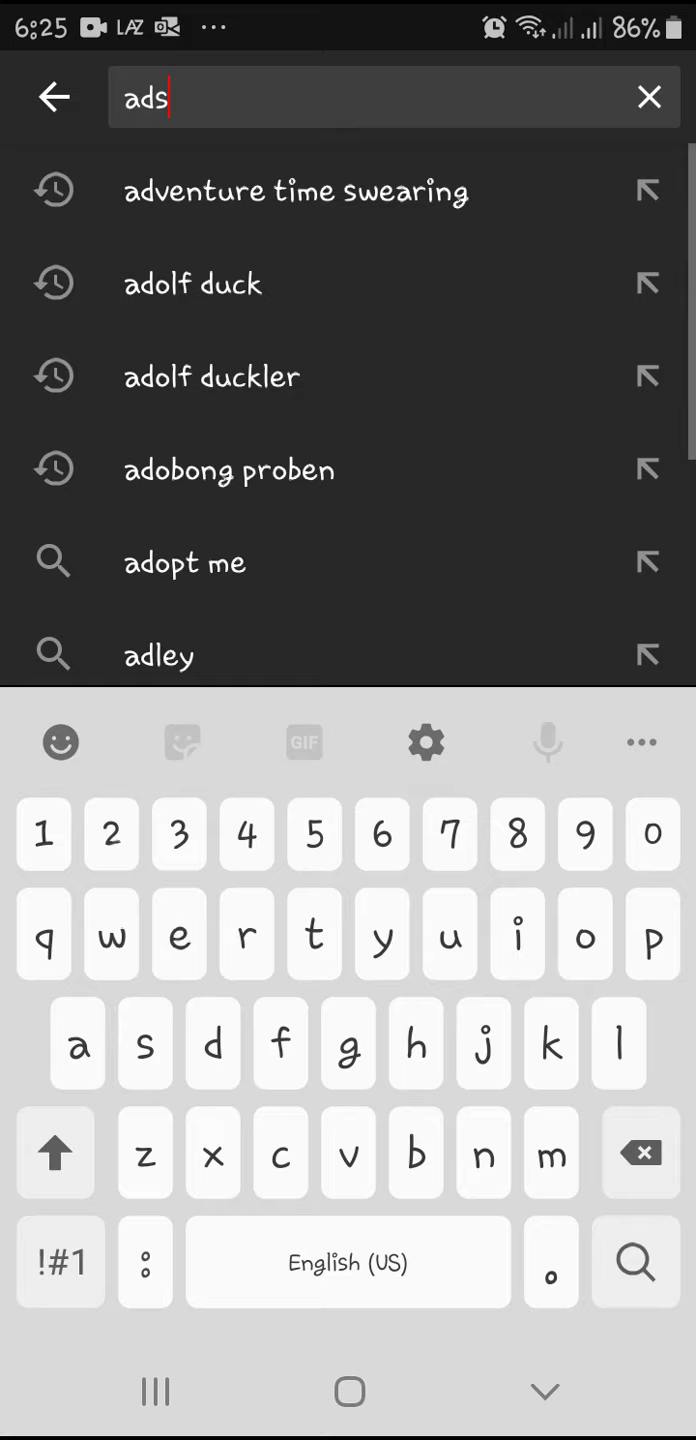 6:25 LAZ ... 86%
ads
adventure time swearing
adolf duck
adolf duckler
adobong proben
adopt me
adley
GIF
1 2 3 4 5 6 7 8 9 0
q w e r t y u i o p
a s d f g h j k l
z x c v b n m
!#1 : English (US) .